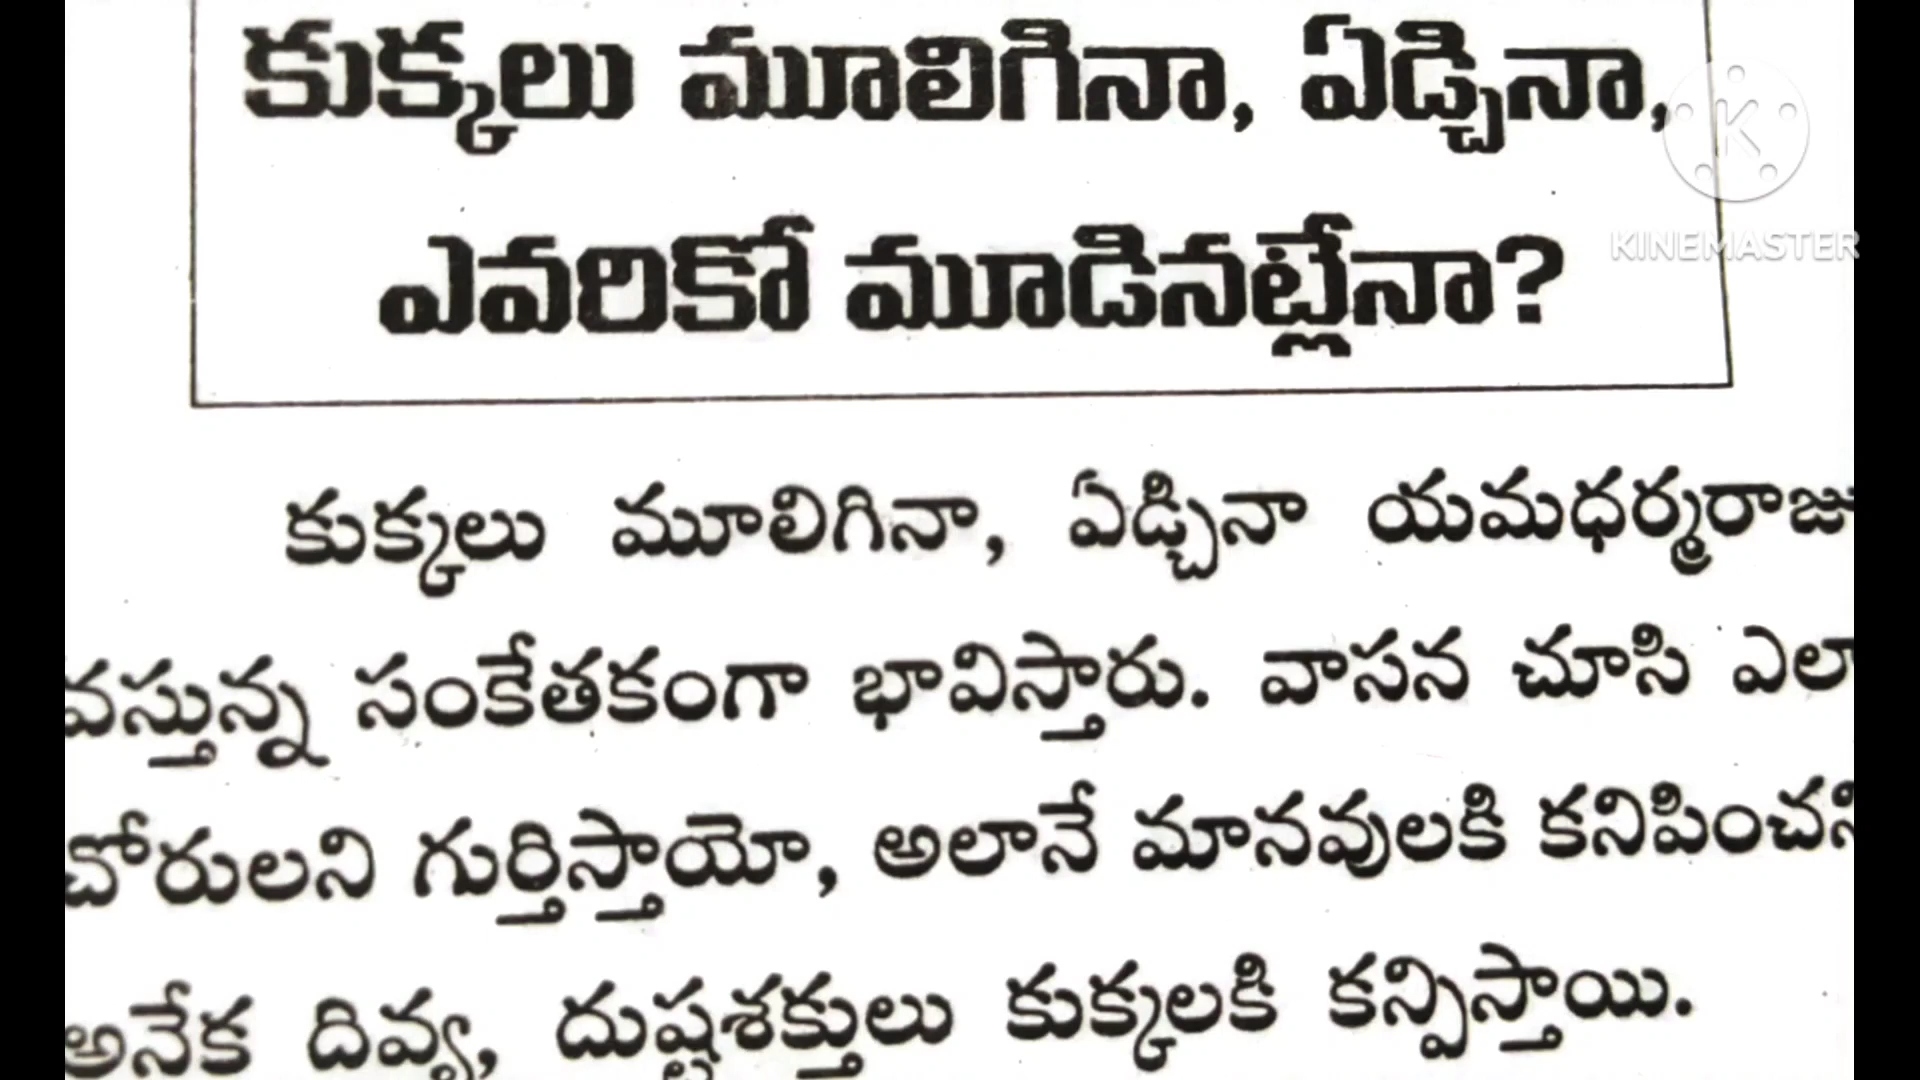 కుక్కలు మూలిగినా, ఏడ్చినా,
ఎవరికో మూడినట్లేనా?
KINEMASTER
కుక్కలు మూలిగినా, ఏడ్చినా యమధర్మరాజు
వస్తున్న సంకేతకంగా భావిస్తారు. వాసన చూసి ఎలా
చోరులని గుర్తిస్తాయో, అలానే మానవులకి కనిపించని
అనేక దివ్య, దుష్టశక్తులు కుక్కలకి కన్పిస్తాయి.